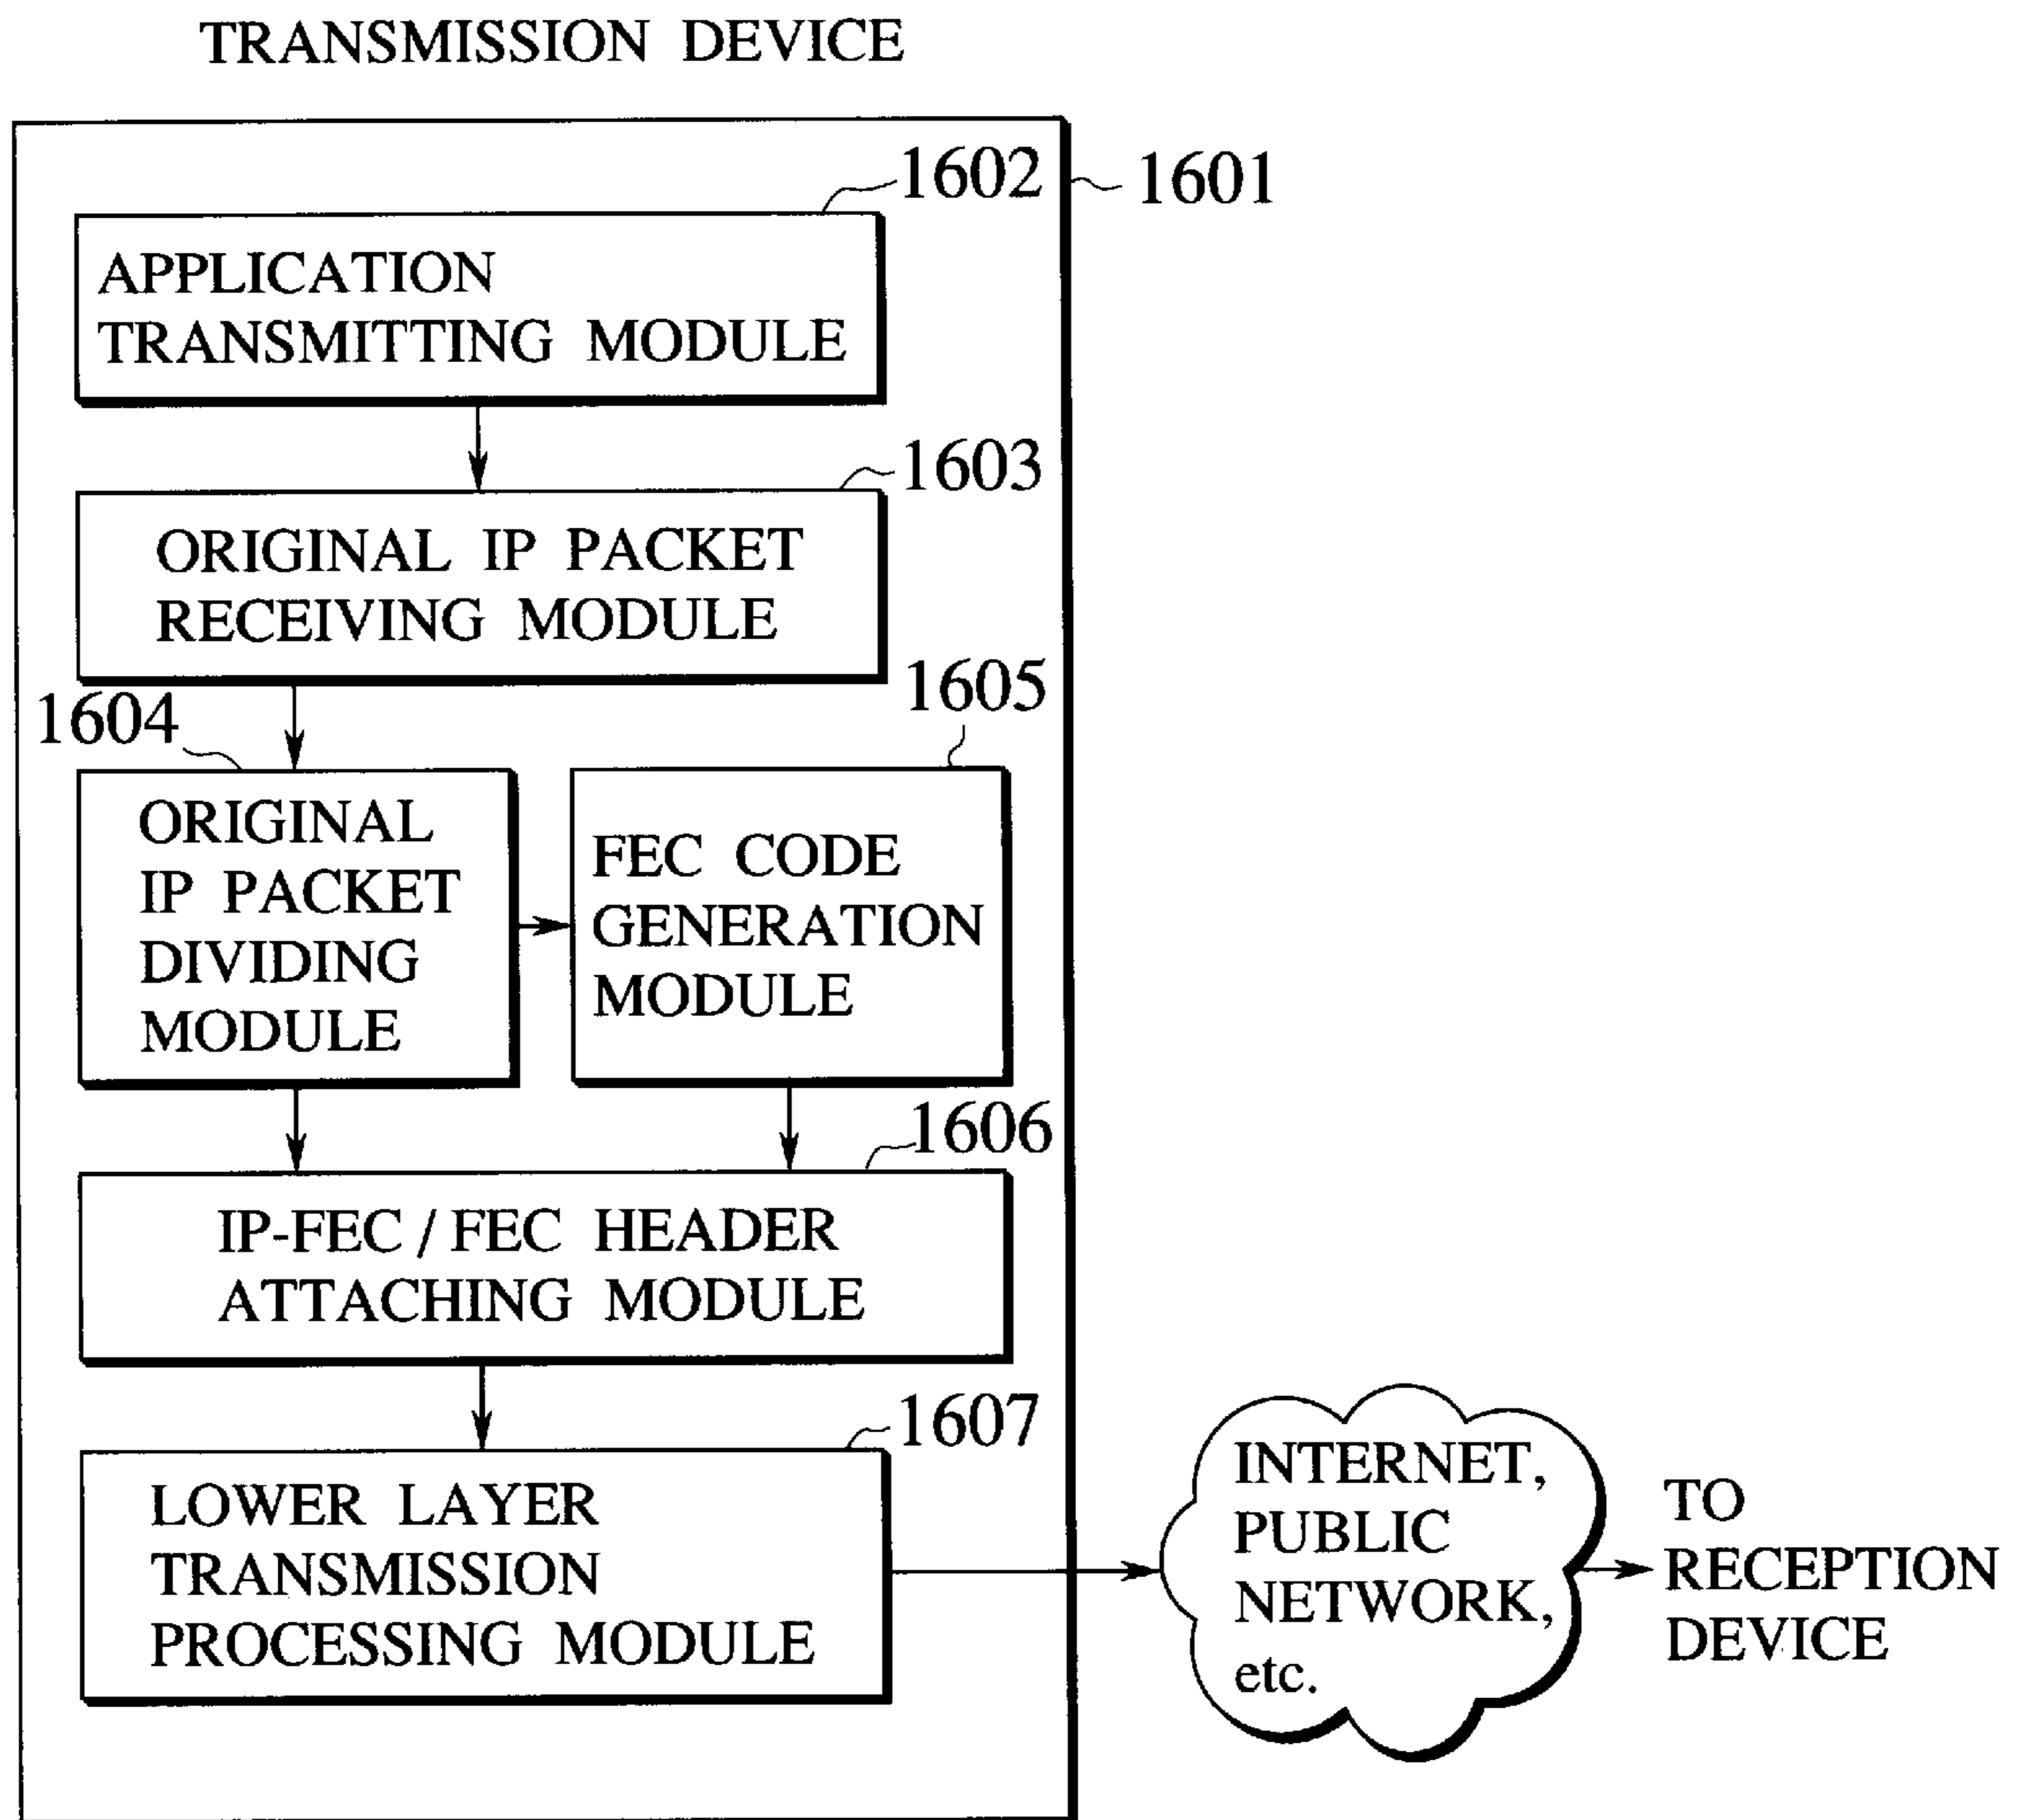 TRANSMISSION DEVICE
1602
1601
APPLICATION
TRANSMITTING MODULE
1603
ORIGINAL IP PACKET
RECEIVING MODULE
1604
1605
ORIGINAL
IP PACKET
DIVIDING
MODULE
FEC CODE
GENERATION
MODULE
1606
IP-FEC / FEC HEADER
ATTACHING MODULE
1607
LOWER LAYER
TRANSMISSION
PROCESSING MODULE
INTERNET,
PUBLIC
NETWORK,
etc.
TO
RECEPTION
DEVICE